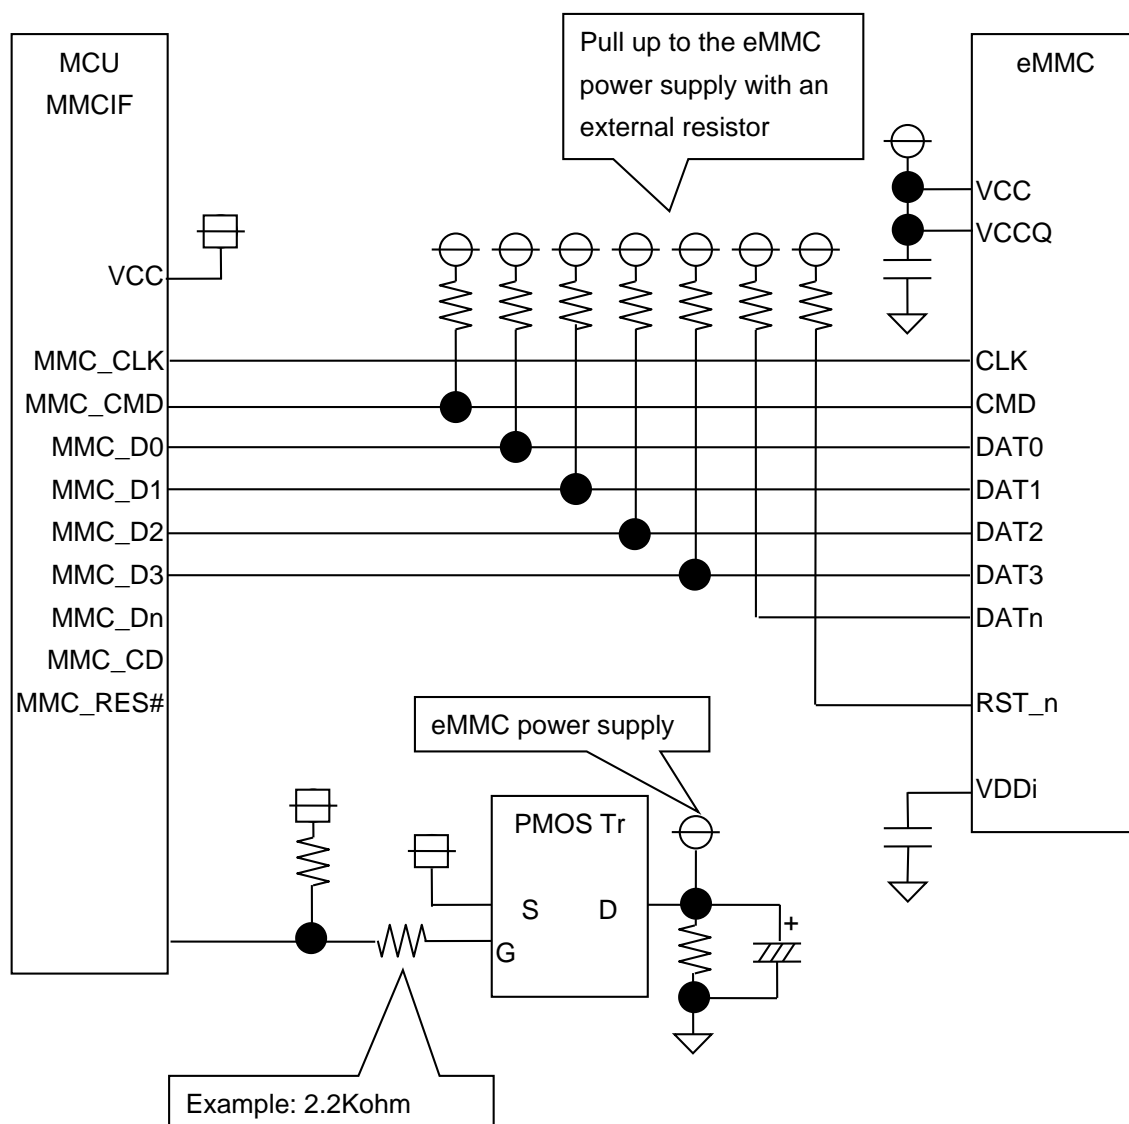 MCU
MMCIF
VCC
MMC_CLK
MMC_CMD
MMC_D0
MMC_D1
MMC_D2
MMC_D3
MMC_Dn
MMC_CD
MMC_RES#
Pull up to the eMMC
power supply with an
external resistor
eMMC
VCC
VCCQ
CLK
CMD
DAT0
DAT1
DAT2
DAT3
DATn
RST_n
VDDi
eMMC power supply
PMOS Tr
S D
G
+
Example: 2.2Kohm